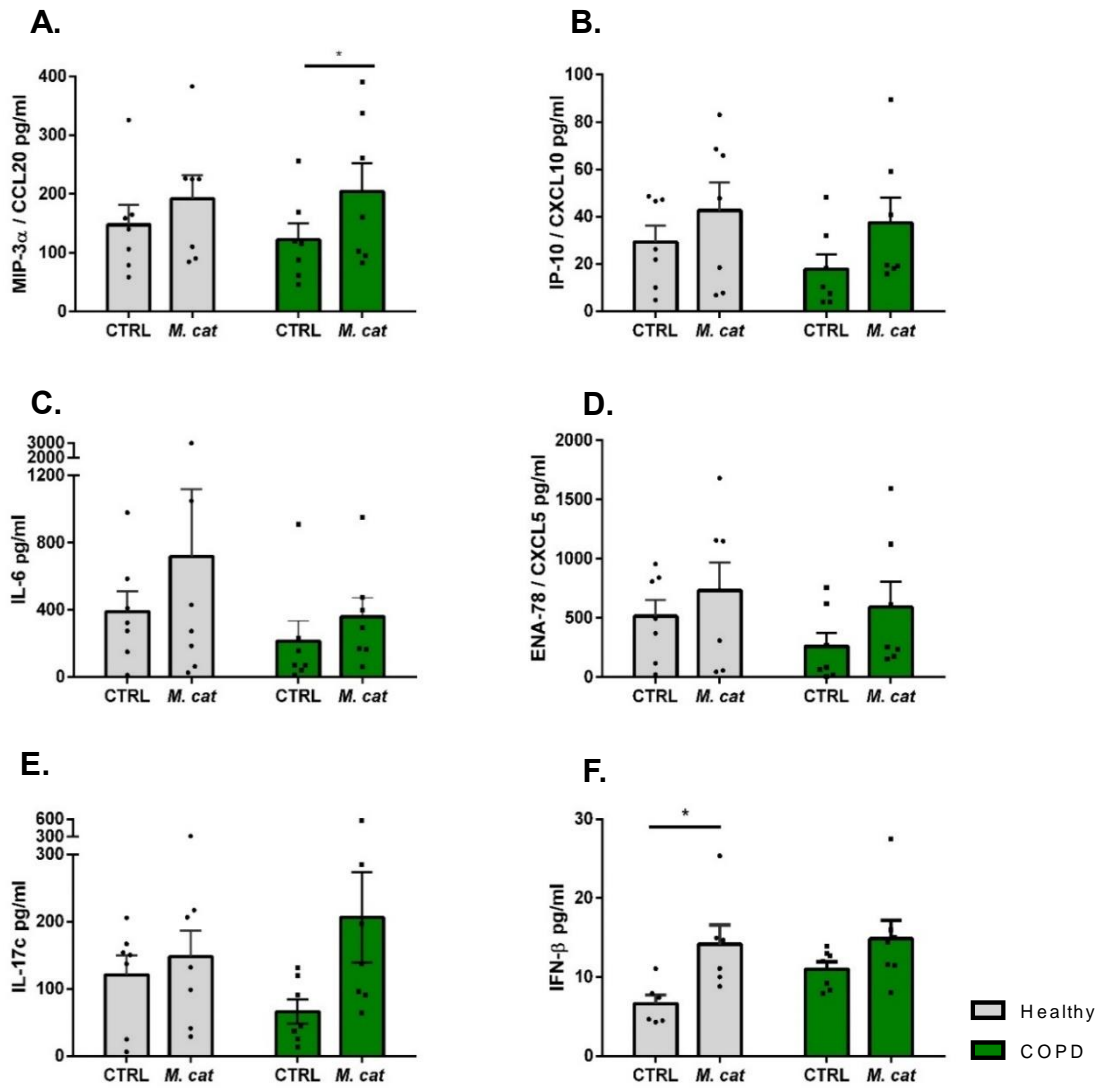 A.
MIP-3α / CCL20 pg/ml
400
300
200
100
0
*
CTRL M. cat CTRL M. cat
B.
IP-10 / CXCL10 pg/ml
100
80
60
40
20
0
CTRL M. cat CTRL M. cat
C.
IL-6 pg/ml
3000
2000
1200
800
400
0
CTRL M. cat CTRL M. cat
D.
ENA-78 / CXCL5 pg/ml
2000
1500
1000
500
0
CTRL M. cat CTRL M. cat
E.
IL-17c pg/ml
600
300
300
200
100
0
CTRL M. cat CTRL M. cat
F.
IFN-β pg/ml
30
20
10
0
*
CTRL M. cat CTRL M. cat
Healthy
COPD